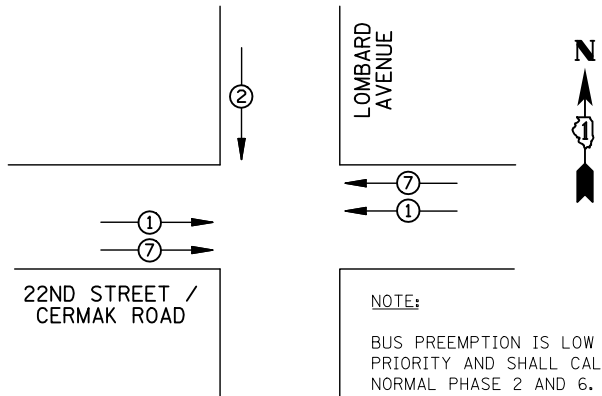 LOMBARD
AVENUE
N
1
2
7
1
1
7
22ND STREET /
CERMAK ROAD
NOTE:
BUS PREEMPTION IS LOW
PRIORITY AND SHALL CAL
NORMAL PHASE 2 AND 6.